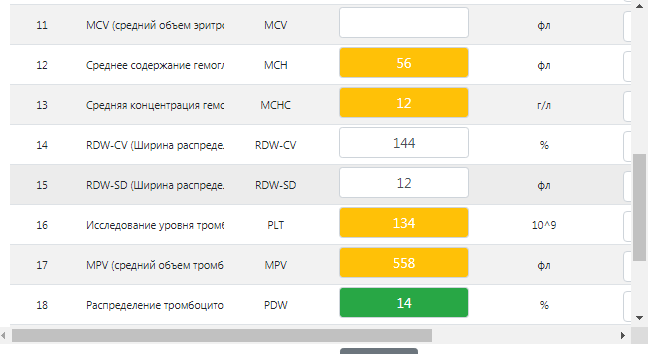 11 MCV (средний объем эритро MCV фл
12 Среднее содержание гемогл MCH 56 фл
13 Средняя концентрация гемо MCHC 12 г/л
14 RDW-CV (Ширина распреде. RDW-CV 144 %
15 RDW-SD (Ширина распреде. RDW-SD 12 фл
16 Исследование уровня тромб PLT 134 10^9
17 MPV (средний объем тромб MPV 558 фл
18 Распределение тромбоцито PDW 14 %